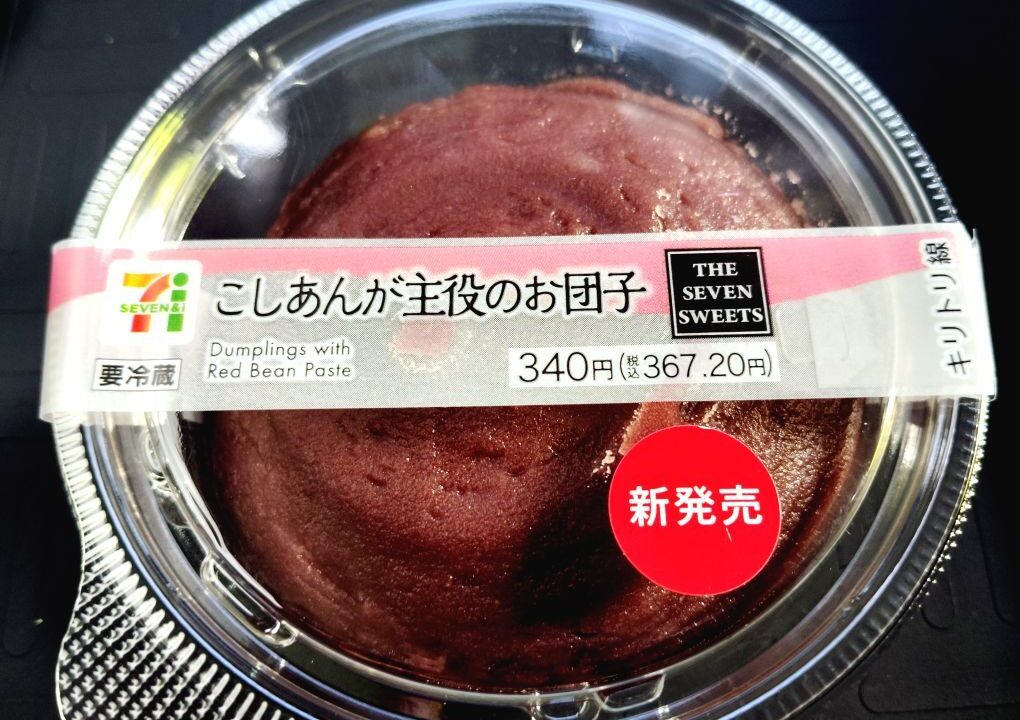 SEVEN&i
こしあんが主役のお団子
THE
SEVEN
SWEETS
Dumplings with
Red Bean Paste
要冷蔵
340円(税込367.20円)
キリトリ線
新発売